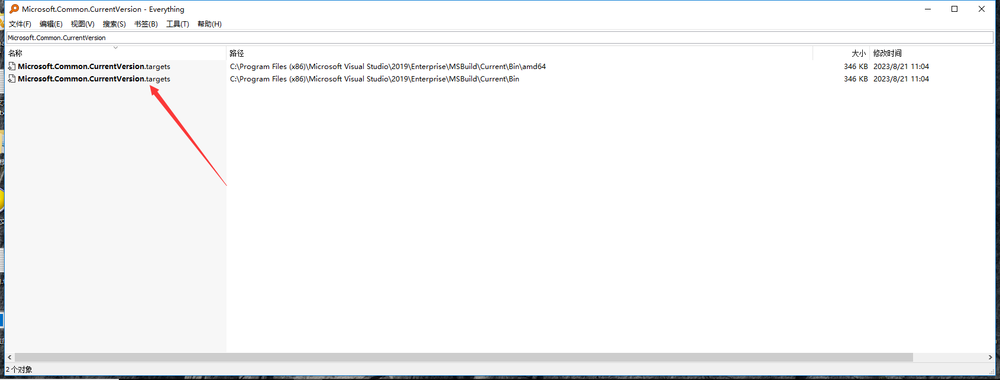 Microsoft.Common.CurrentVersion - Everything
文件(F) 编辑(E) 视图(V) 搜索(S) 书签(B) 工具(T) 帮助(H)
Microsoft.Common.CurrentVersion
名称 路径 大小 修改时间
Microsoft.Common.CurrentVersion.targets C:\Program Files (x86)\Microsoft Visual Studio\2019\Enterprise\MSBuild\Current\Bin\amd64 346 KB 2023/8/21 11:04
Microsoft.Common.CurrentVersion.targets C:\Program Files (x86)\Microsoft Visual Studio\2019\Enterprise\MSBuild\Current\Bin 346 KB 2023/8/21 11:04
2 个对象